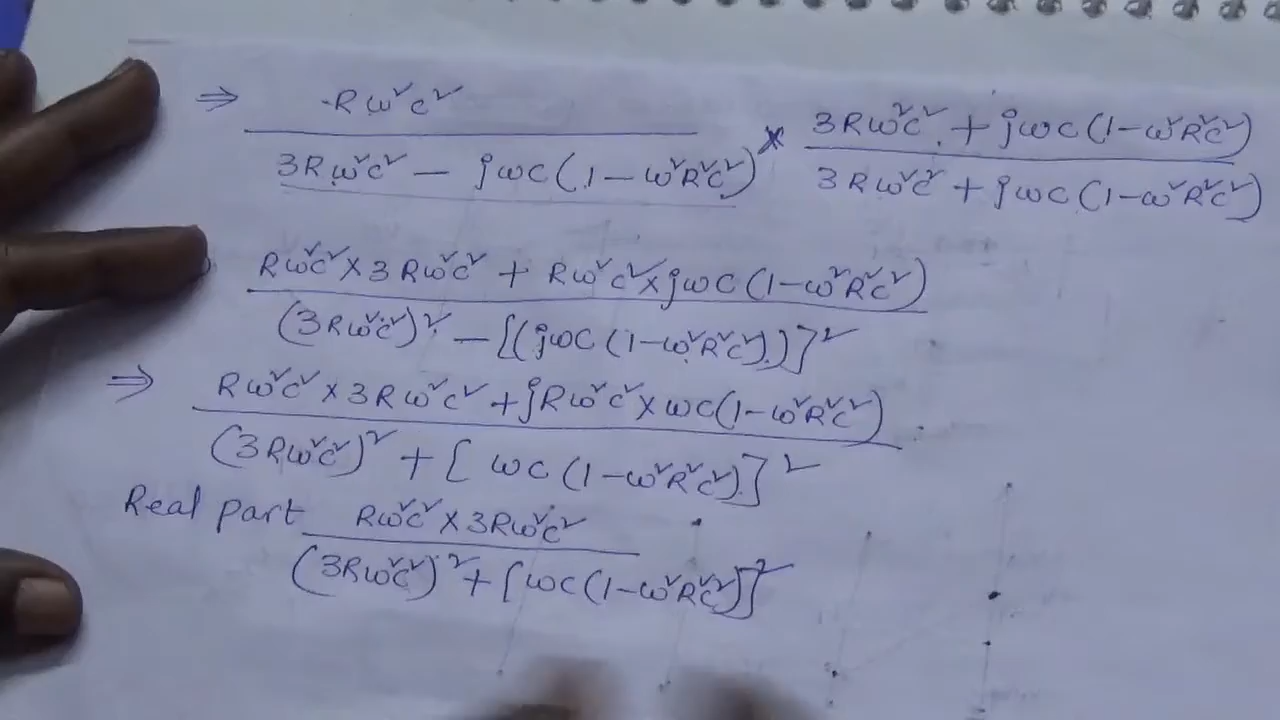 ⇒ Rω²c² / 3Rω²c² − jωc(1−ω²R²c²) × 3Rω²c² + jωc(1−ω²R²c²) / 3Rω²c² + jωc(1−ω²R²c²)
Rω²c²×3Rω²c² + Rω²c²×jωc(1−ω²R²c²) / (3Rω²c²)² − [(jωc(1−ω²R²c²))]²
⇒ Rω²c²×3Rω²c² + jRω²c²×ωc(1−ω²R²c²) / (3Rω²c²)² + [ωc(1−ω²R²c²)]²
Real part Rω²c²×3Rω²c² / (3Rω²c²)² + [ωc(1−ω²R²c²)]²